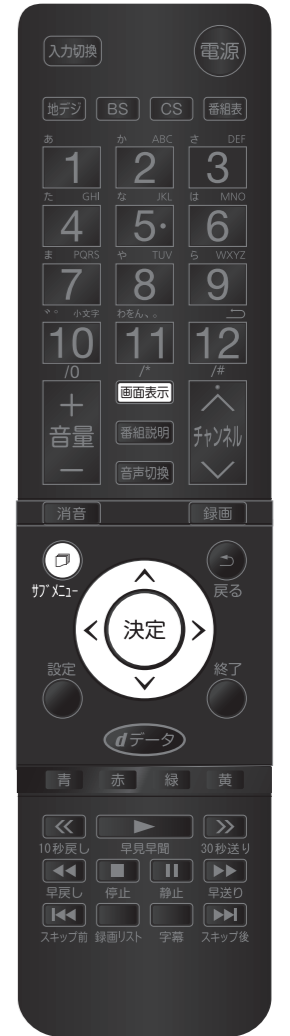 入力切換 電源
地デジ BS CS 番組表
あ か ABC さ DEF
1 2 3
た GHI な JKL は MNO
4 5・ 6
ま PQRS や TUV ら WXYZ
7 8 9
゛゜ 小文字 わをん、。
10 11 12
/0 /* /#
画面表示
音量 番組説明 チャンネル
音声切換
消音 録画
サブメニュー 戻る
決定
設定 終了
dデータ
青 赤 緑 黄
10秒戻し 早見早聞 30秒送り
早戻し 停止 静止 早送り
スキップ前 録画リスト 字幕 スキップ後